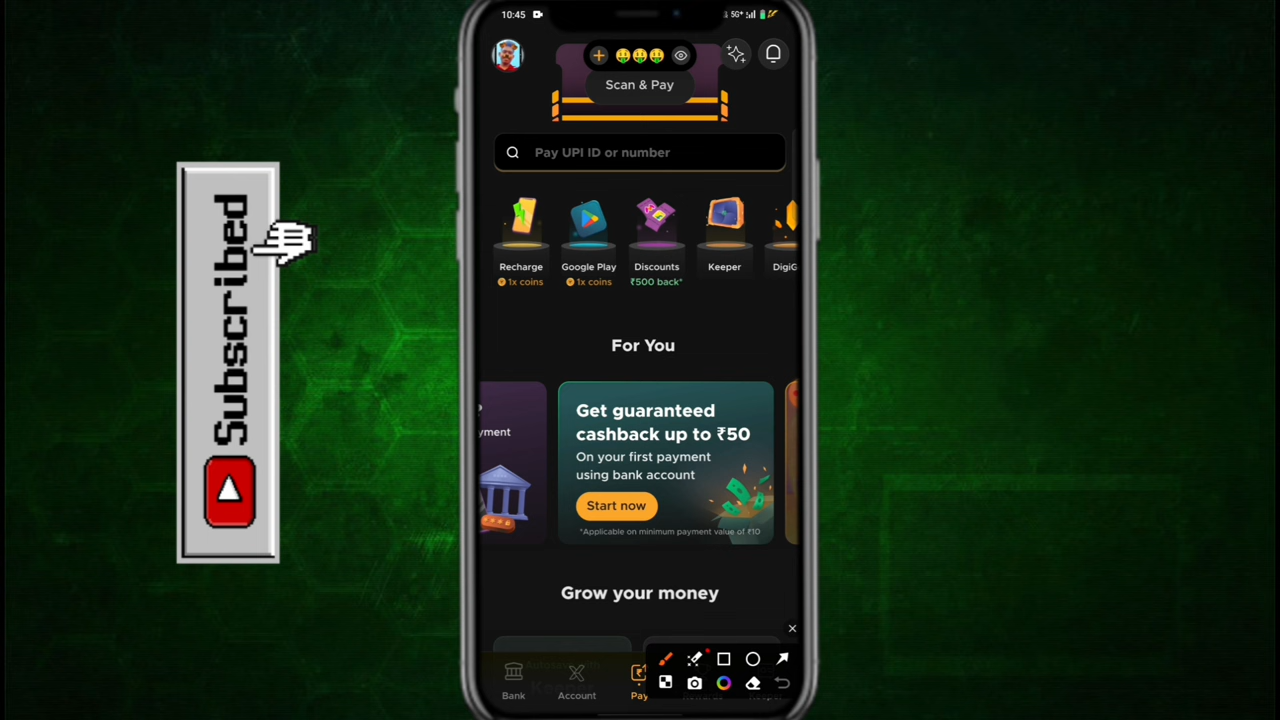 10:45
5G+
Scan & Pay
Pay UPI ID or number
Recharge
1x coins
Google Play
1x coins
Discounts
₹500 back*
Keeper
DigiG
For You
?
yment
Get guaranteed
cashback up to ₹50
On your first payment
using bank account
Start now
*Applicable on minimum payment value of ₹10
Grow your money
Bank
Account
Pay
Subscribed